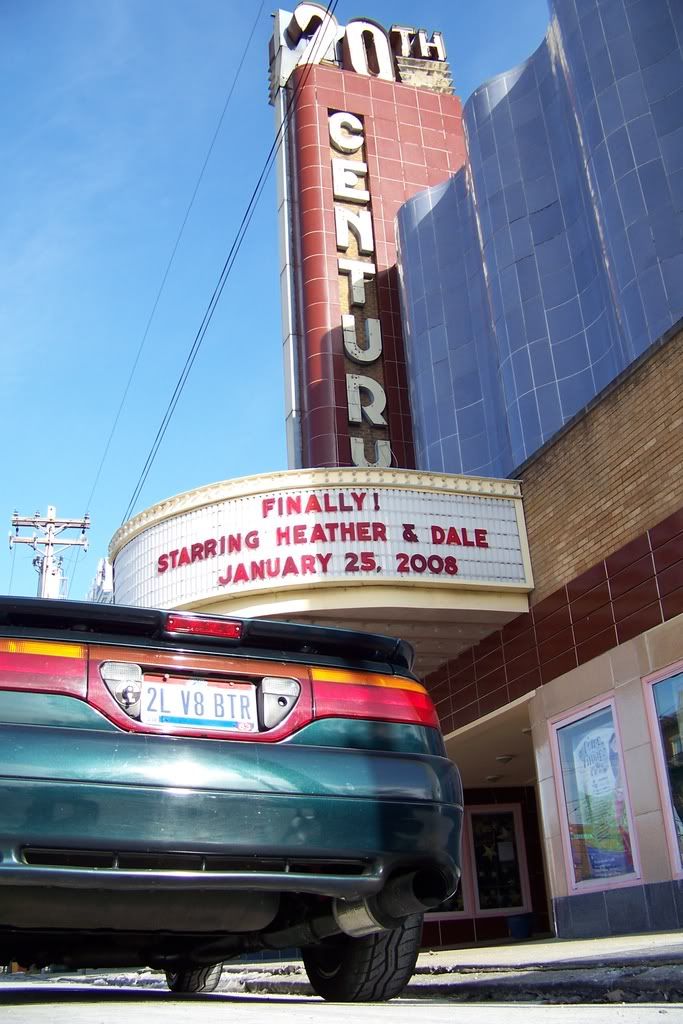 20TH
CENTURY
FINALLY!
STARRING HEATHER & DALE
JANUARY 25, 2008
2L V8 BTR